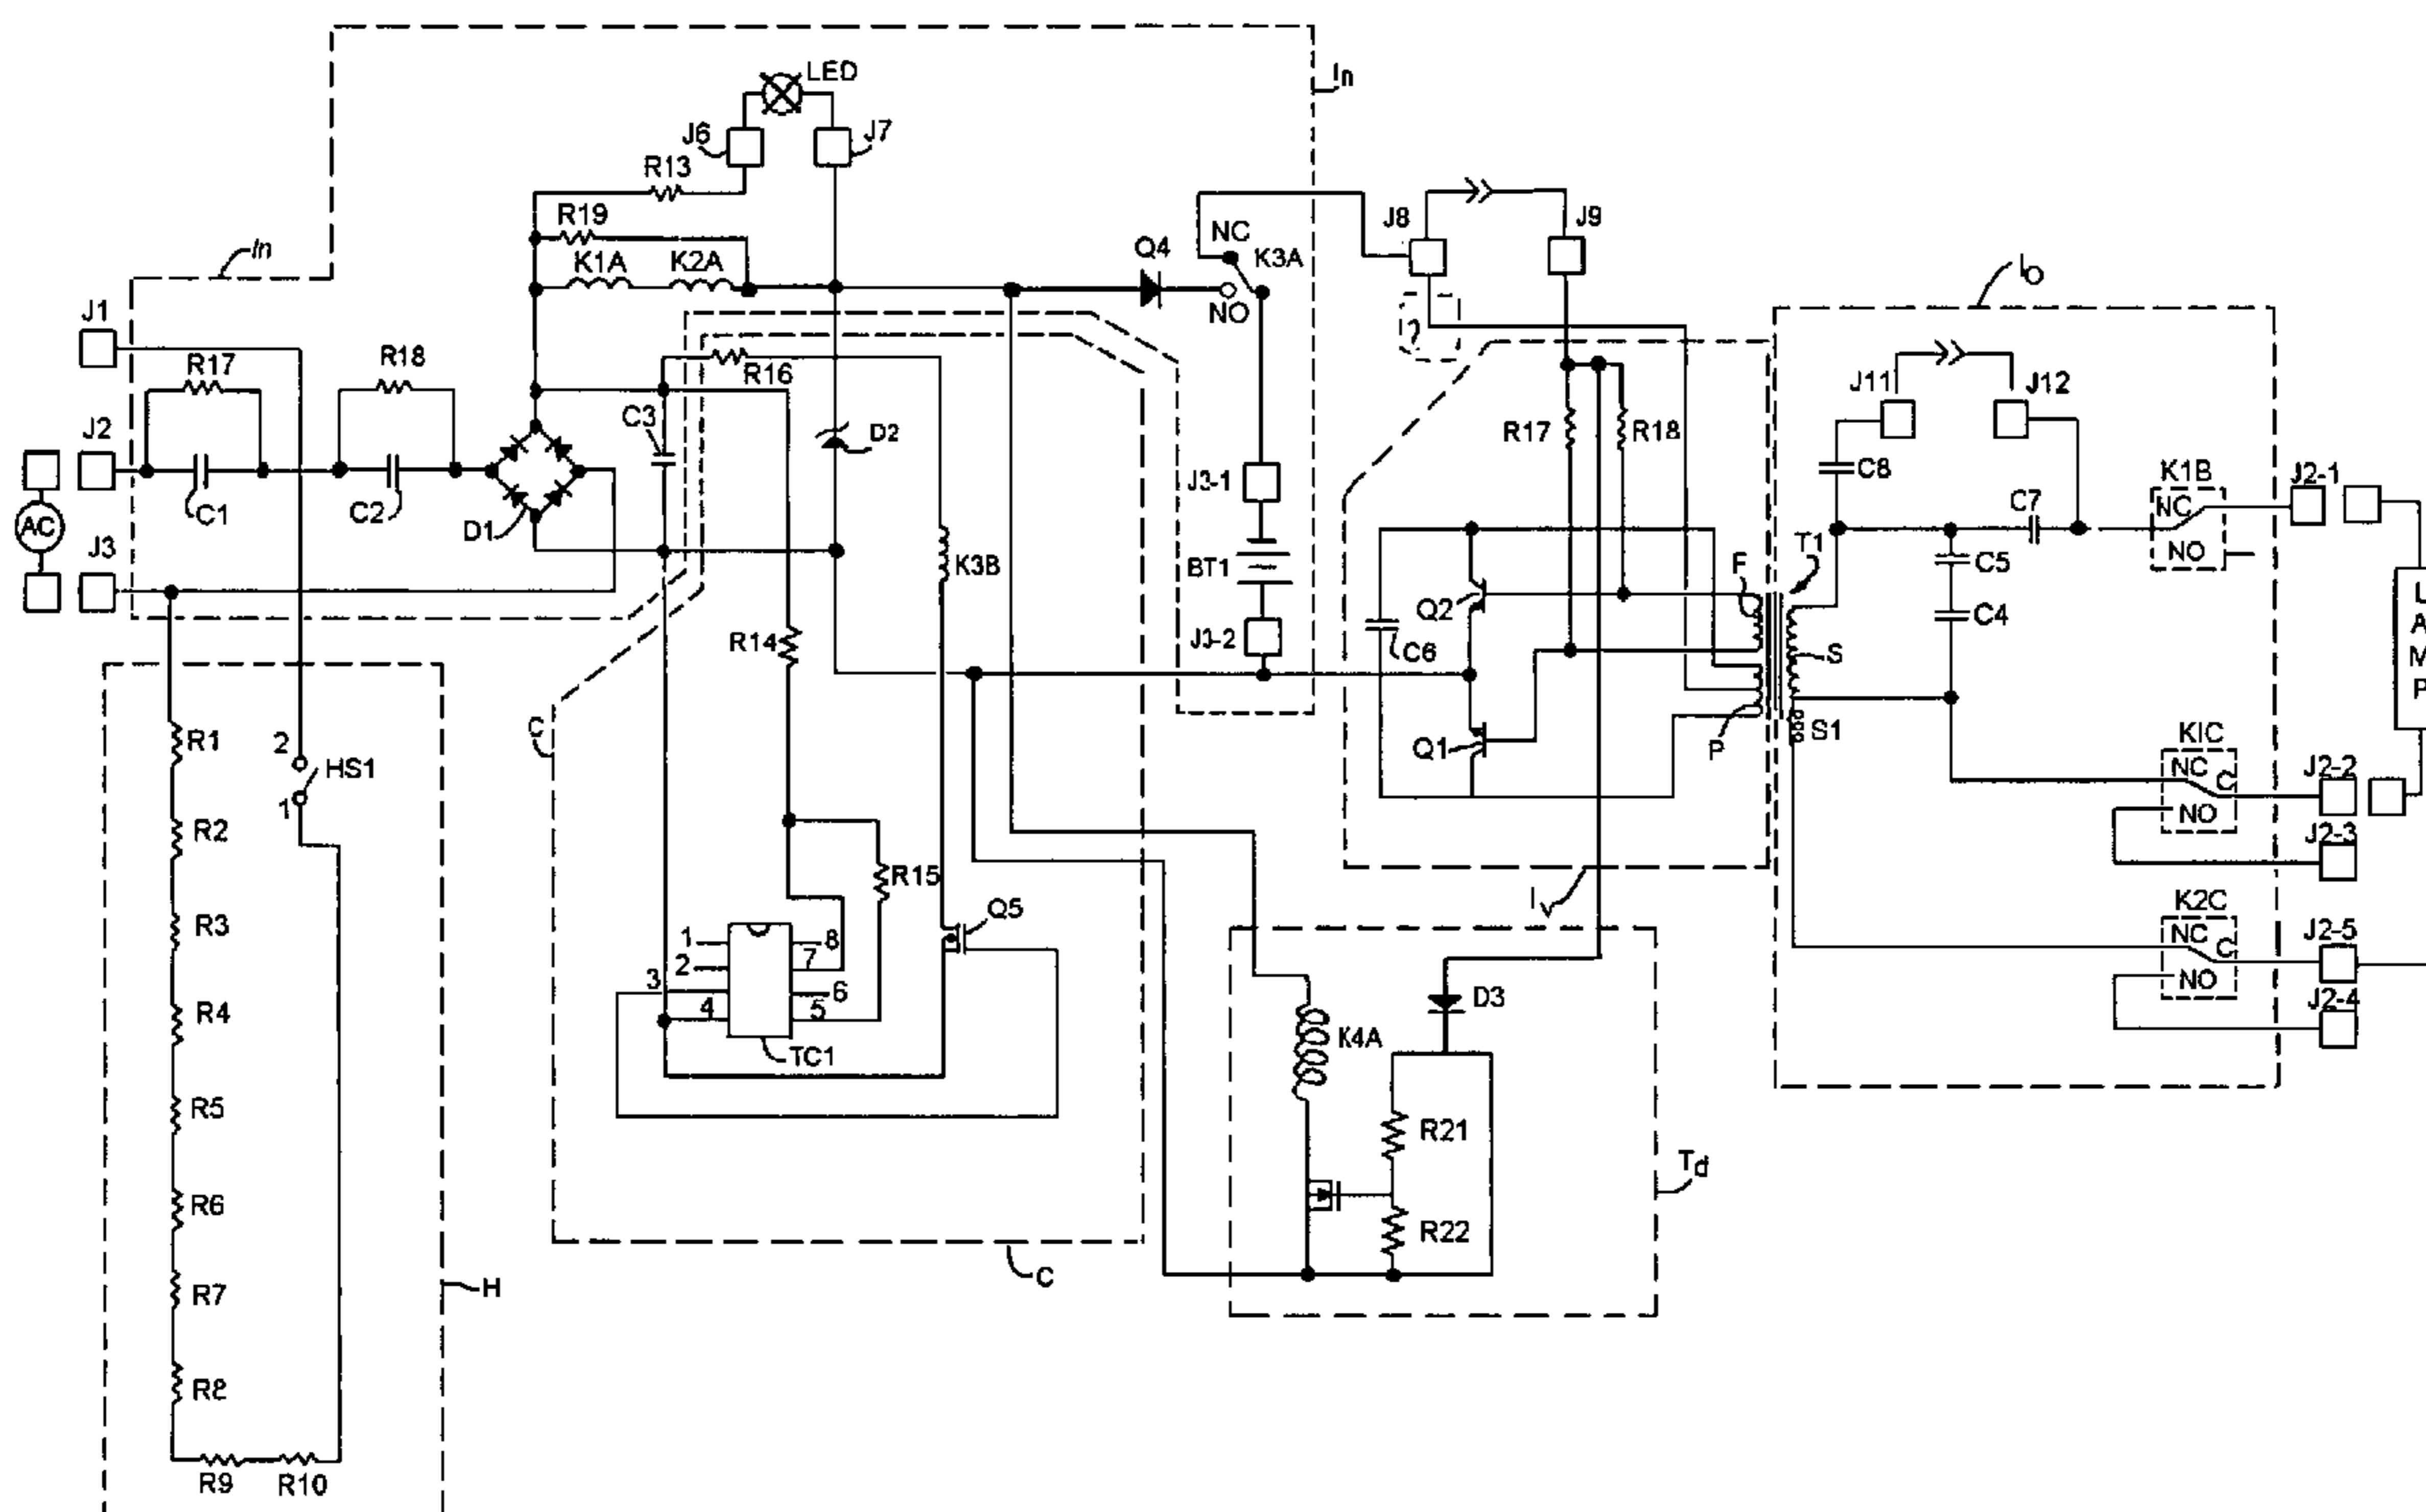 LED
In
J6
J7
R13
R19
J8
J9
In
NC
K3A
Q4
K1A
K2A
NO
IO
J1
R17
R18
R16
J11
J12
C3
D2
R17
R18
J2
C8
K1B
J2-1
J3-1
NC
C7
C1
C2
AC
D1
T1
NO
J3
K3B
BT1
F
C5
Q2
C4
R14
J3-2
C6
S
L
A
M
P
C
R1
2
HS1
Q1
P
S1
K1C
NC
C
J2-2
1
NO
R2
J2-3
R15
IV
K2C
R3
Q5
NC
C
J2-5
1
8
2
7
NO
3
6
D3
J2-4
R4
4
5
K4A
TC1
R5
R21
Td
R6
R22
R7
H
C
R8
R9
R10